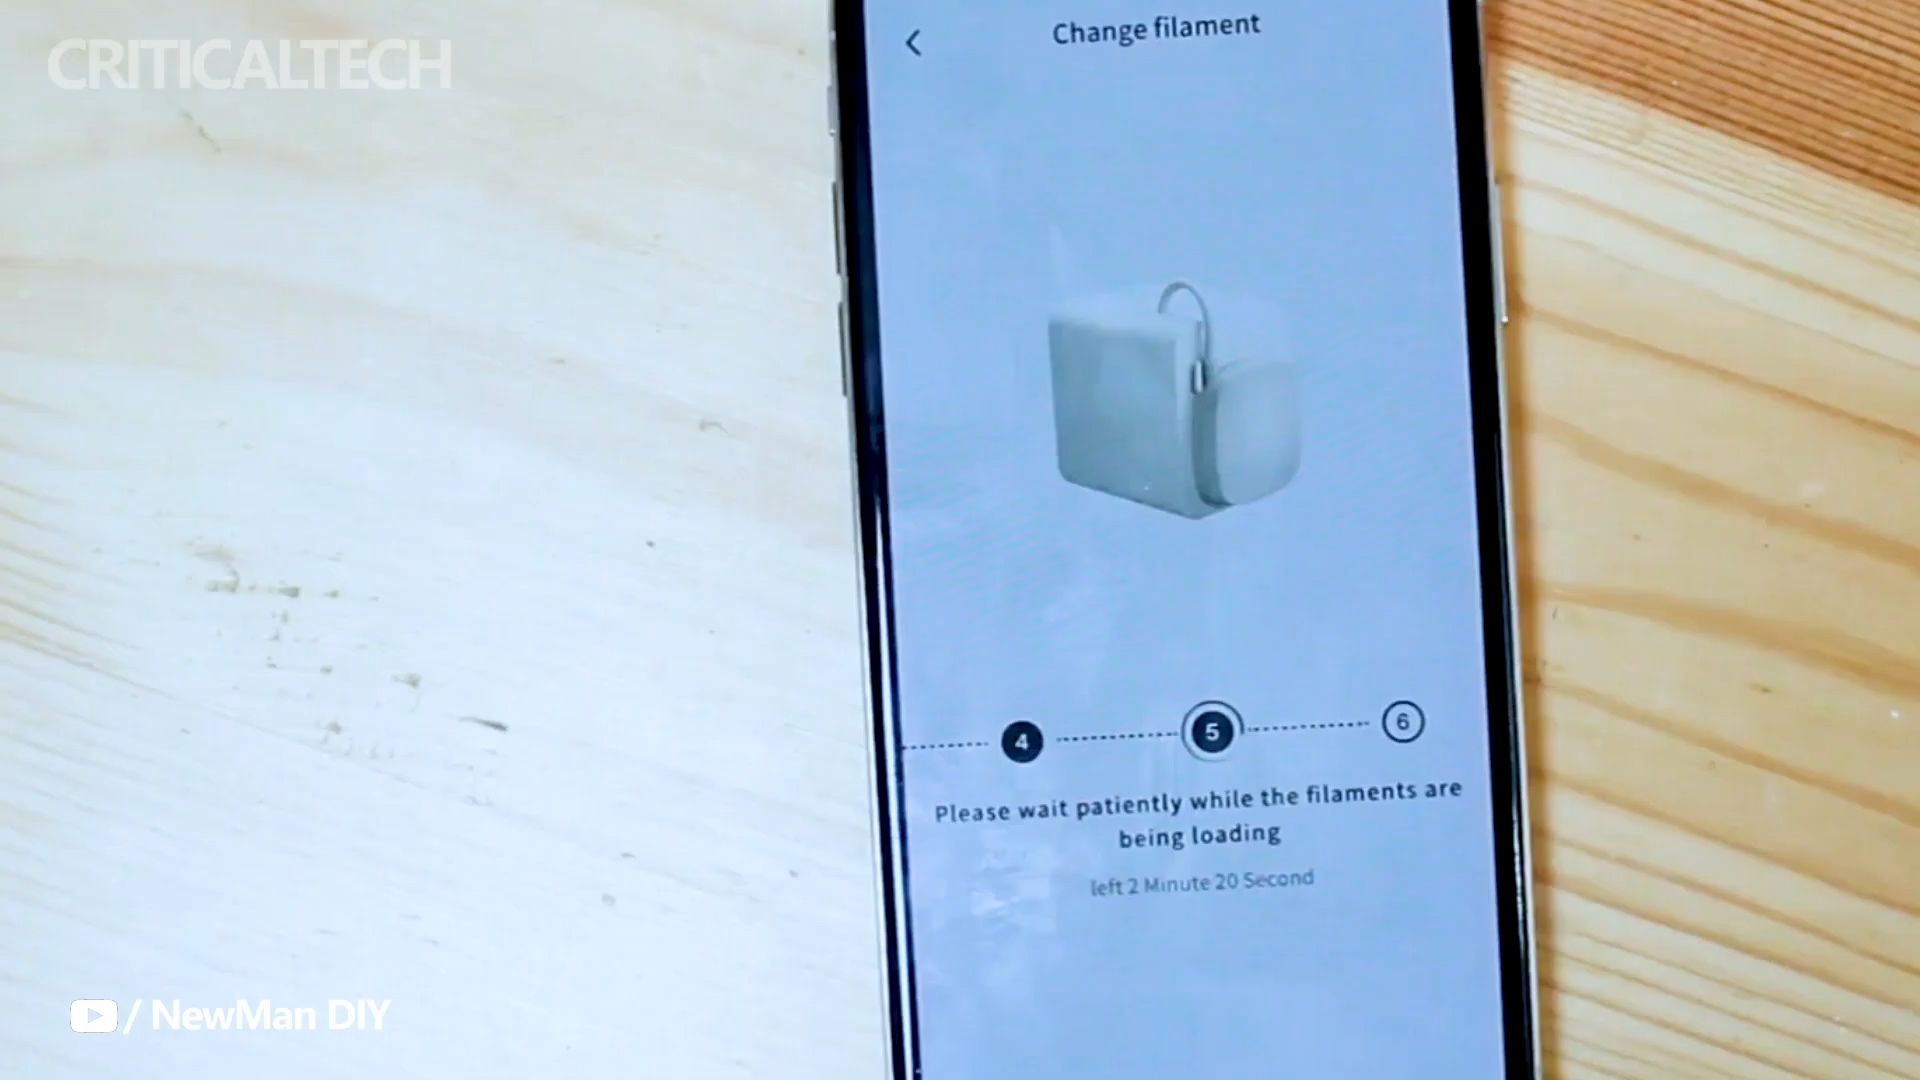 CRITICALTECH
Change filament
4
5
6
Please wait patiently while the filaments are
being loading
left 2 Minute 20 Second
/ NewMan DIY